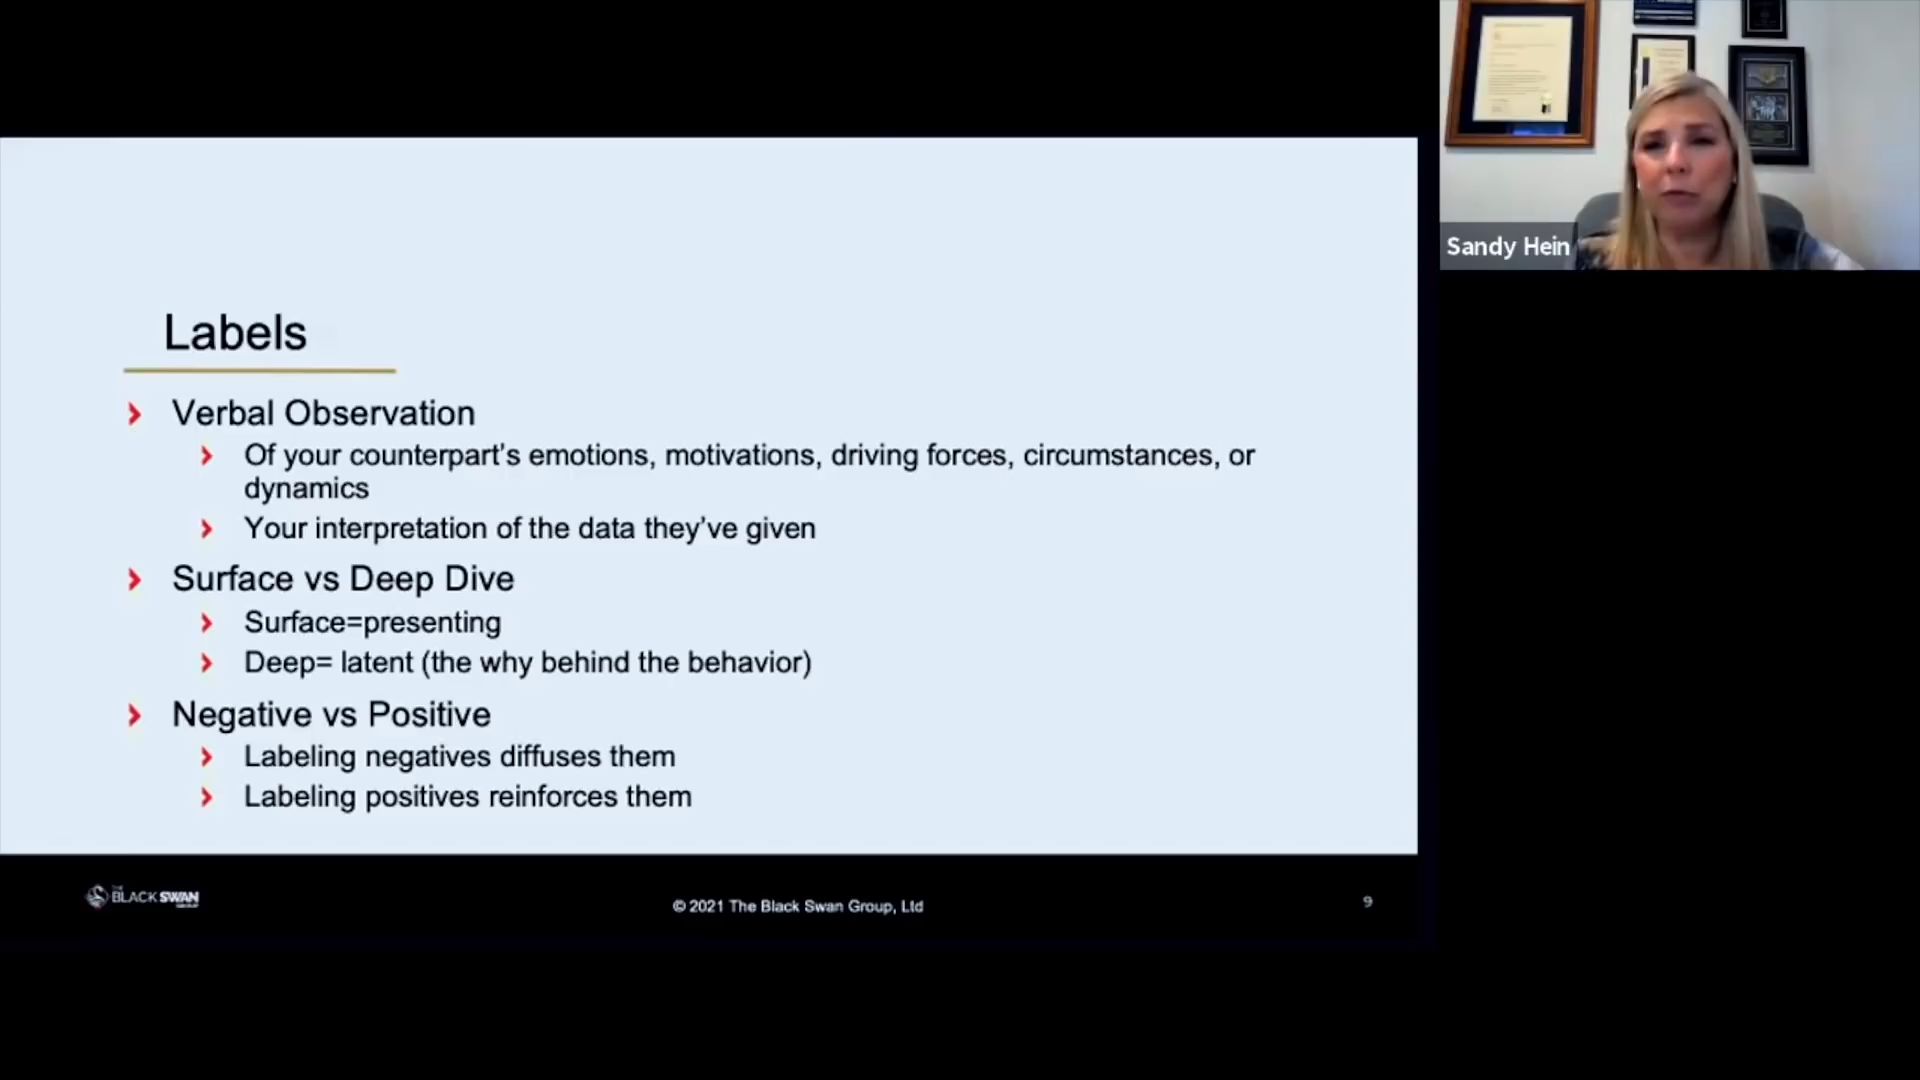 Sandy Hein
Labels
Verbal Observation
Of your counterpart's emotions, motivations, driving forces, circumstances, or
dynamics
Your interpretation of the data they've given
Surface vs Deep Dive
Surface=presenting
Deep= latent (the why behind the behavior)
Negative vs Positive
Labeling negatives diffuses them
Labeling positives reinforces them
THE
BLACK SWAN
© 2021 The Black Swan Group, Ltd
9